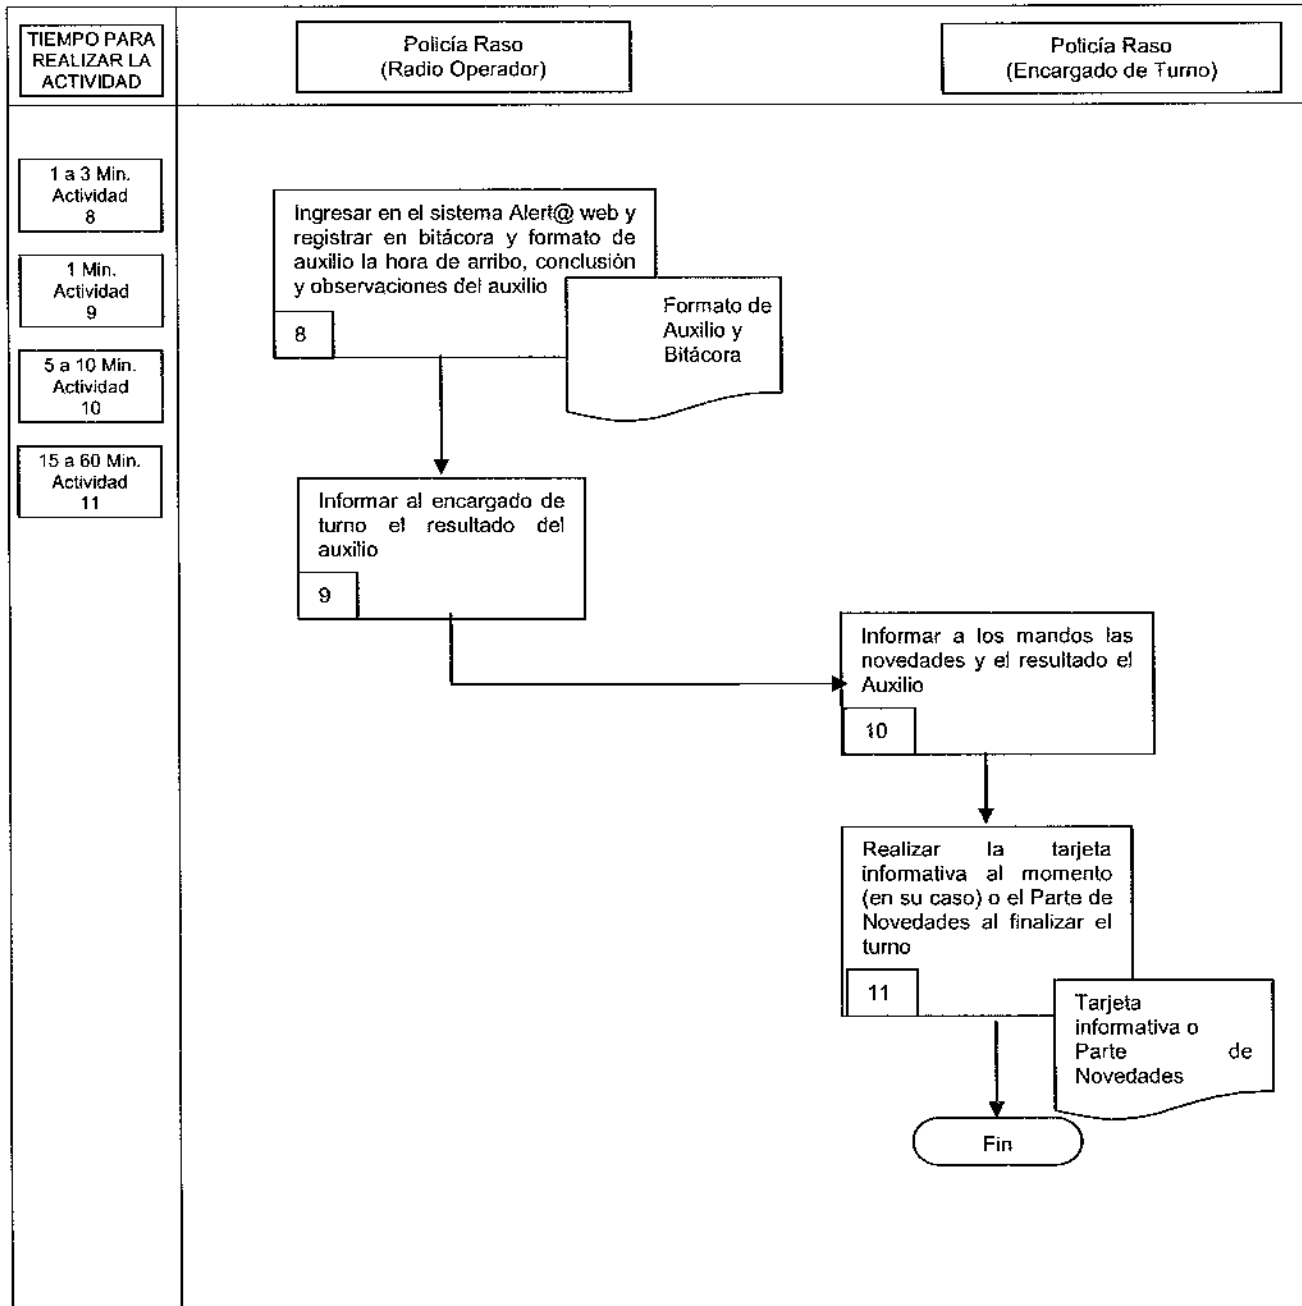 TIEMPO PARA
REALIZAR LA
ACTIVIDAD
Policía Raso
(Radio Operador)
Policía Raso
(Encargado de Turno)
1 a 3 Min.
Actividad
8
1 Min.
Actividad
9
5 a 10 Min.
Actividad
10
15 a 60 Min.
Actividad
11
Ingresar en el sistema Alert@ web y
registrar en bitácora y formato de
auxilio la hora de arribo, conclusión
y observaciones del auxilio
8
Formato de
Auxilio y
Bitácora
Informar al encargado de
turno el resultado del
auxilio
9
Informar a los mandos las
novedades y el resultado el
Auxilio
10
Realizar la tarjeta
informativa al momento
(en su caso) o el Parte de
Novedades al finalizar el
turno
11
Tarjeta
informativa o
Parte de
Novedades
Fin